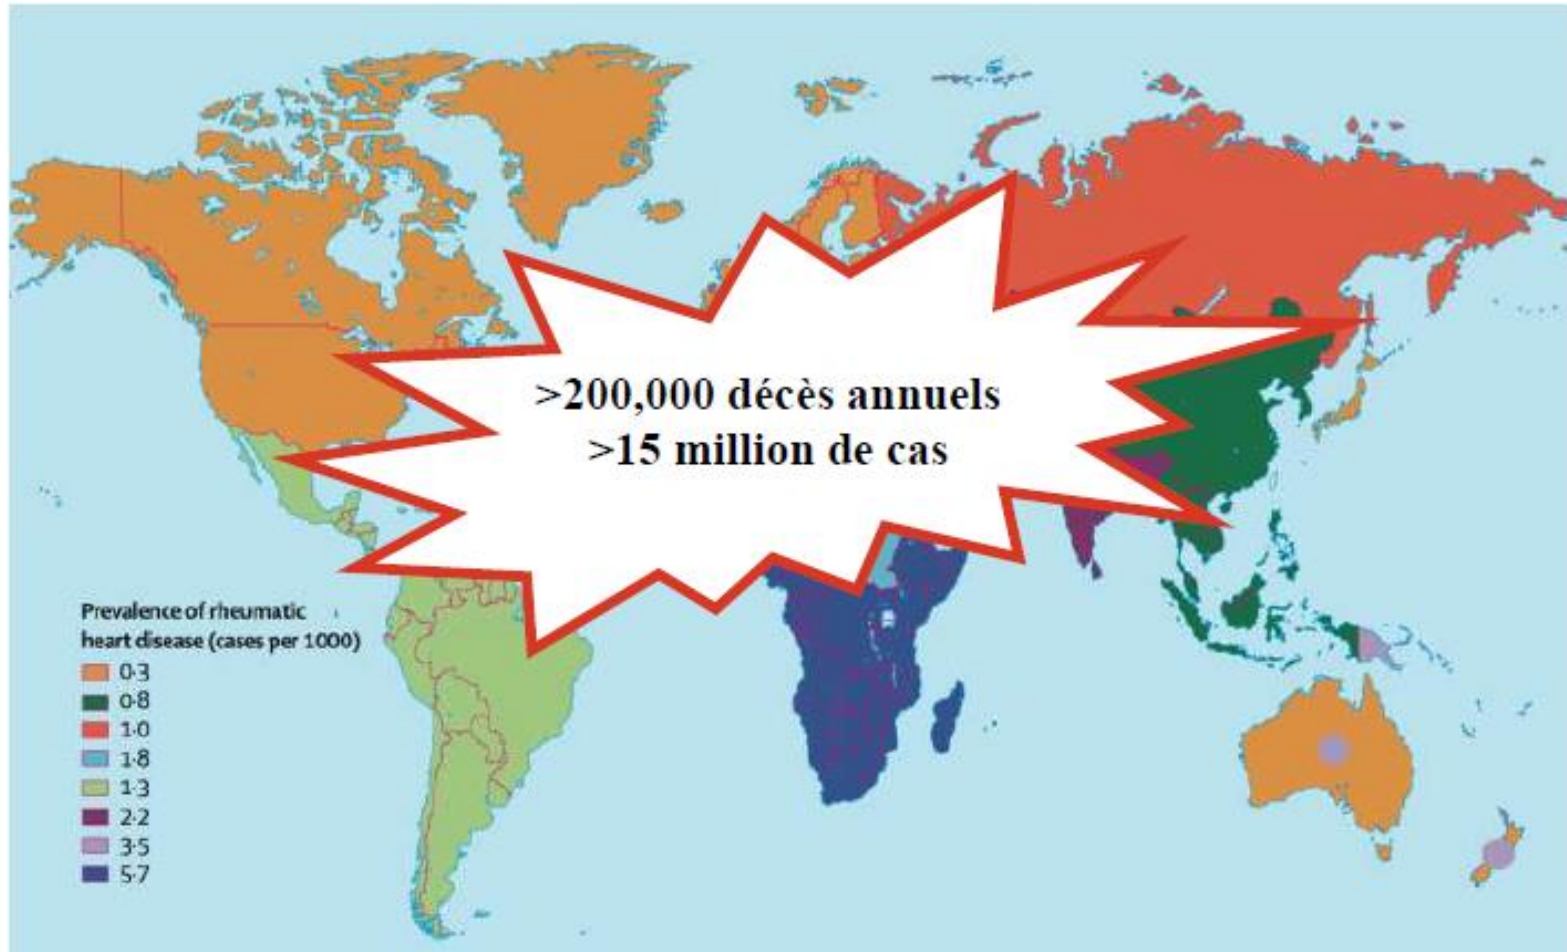 >200,000 décès annuels
>15 million de cas
Prevalence of rheumatic
heart disease (cases per 1000)
0·3
0·8
1·0
1·8
1·3
2·2
3·5
5·7